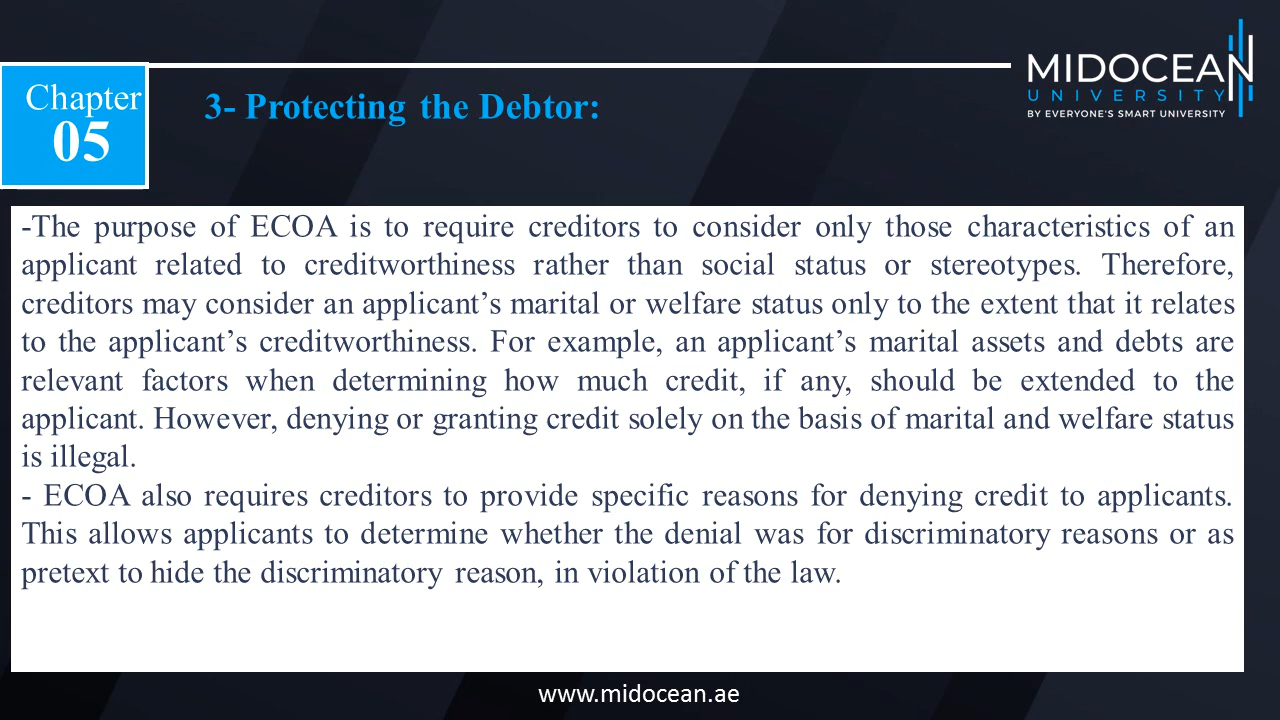 Chapter
05
3- Protecting the Debtor:
MIDOCEAN
UNIVERSITY
BY EVERYONE'S SMART UNIVERSITY
-The purpose of ECOA is to require creditors to consider only those characteristics of an
applicant related to creditworthiness rather than social status or stereotypes. Therefore,
creditors may consider an applicant’s marital or welfare status only to the extent that it relates
to the applicant’s creditworthiness. For example, an applicant’s marital assets and debts are
relevant factors when determining how much credit, if any, should be extended to the
applicant. However, denying or granting credit solely on the basis of marital and welfare status
is illegal.
- ECOA also requires creditors to provide specific reasons for denying credit to applicants.
This allows applicants to determine whether the denial was for discriminatory reasons or as
pretext to hide the discriminatory reason, in violation of the law.
www.midocean.ae